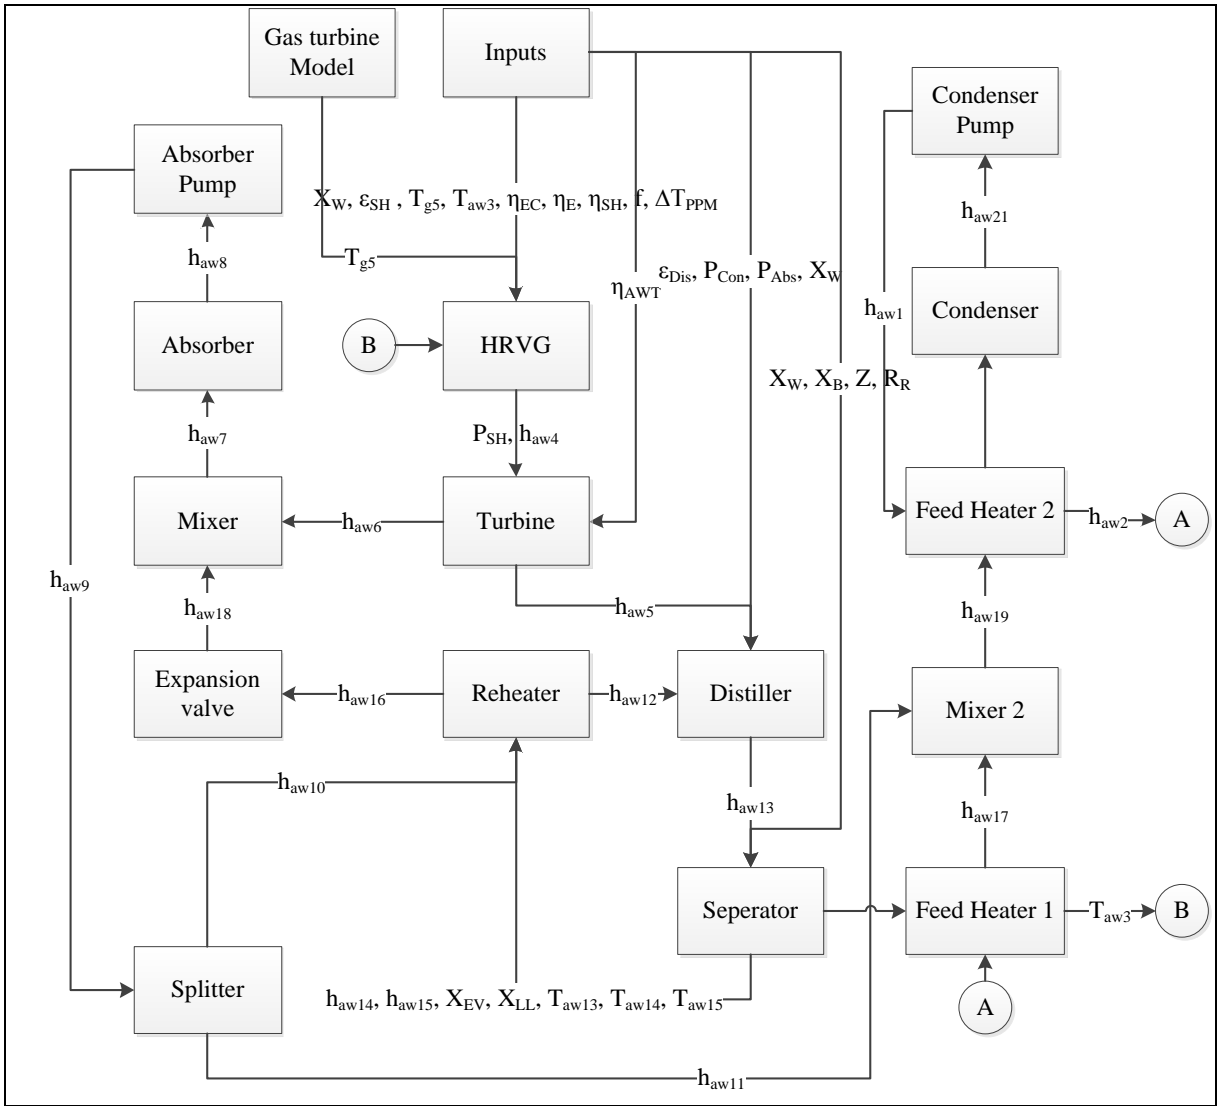 Gas turbine
Model
Inputs
Condenser
Pump
Absorber
Pump
X_W, ε_SH , T_g5, T_aw3, η_EC, η_E, η_SH, f, ΔT_PPM
h_aw21
h_aw8
T_g5
ε_Dis, P_Con, P_Abs, X_W
η_AWT
h_aw1
Absorber
B
HRVG
Condenser
X_W, X_B, Z, R_R
h_aw7
P_SH, h_aw4
Mixer
h_aw6
Turbine
Feed Heater 2
h_aw2
A
h_aw9
h_aw18
h_aw5
h_aw19
Expansion
valve
h_aw16
Reheater
h_aw12
Distiller
Mixer 2
h_aw10
h_aw13
h_aw17
Seperator
Feed Heater 1
T_aw3
B
Splitter
h_aw14, h_aw15, X_EV, X_LL, T_aw13, T_aw14, T_aw15
A
h_aw11